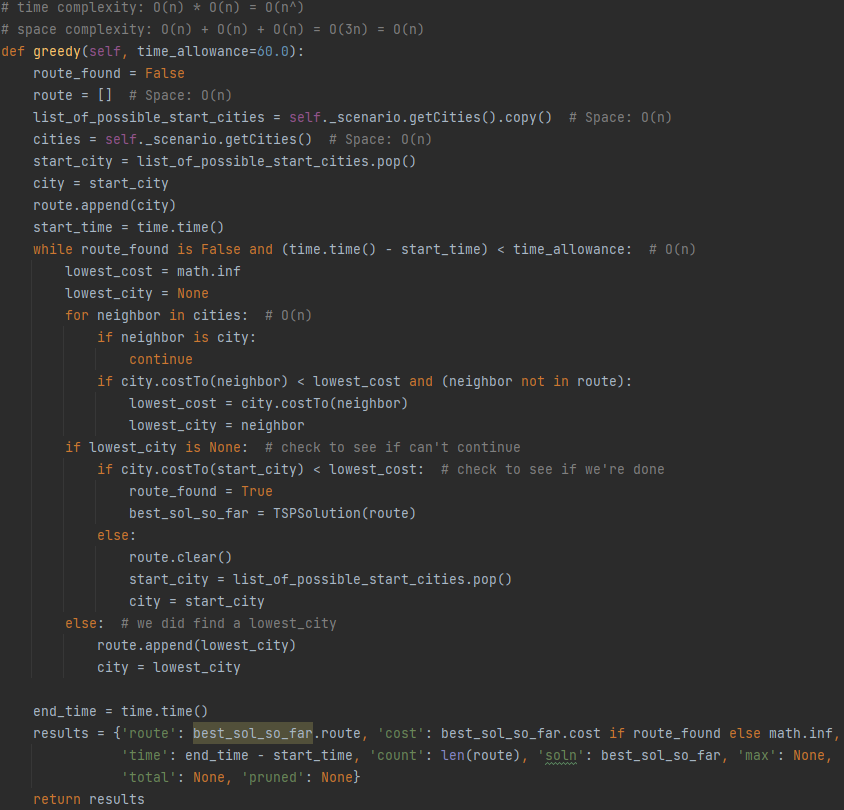 # time complexity: O(n) * O(n) = O(n^)
# space complexity: O(n) + O(n) + O(n) = O(3n) = O(n)
def greedy(self, time_allowance=60.0):
    route_found = False
    route = []  # Space: O(n)
    list_of_possible_start_cities = self._scenario.getCities().copy()  # Space: O(n)
    cities = self._scenario.getCities()  # Space: O(n)
    start_city = list_of_possible_start_cities.pop()
    city = start_city
    route.append(city)
    start_time = time.time()
    while route_found is False and (time.time() - start_time) < time_allowance:  # O(n)
        lowest_cost = math.inf
        lowest_city = None
        for neighbor in cities:  # O(n)
            if neighbor is city:
                continue
            if city.costTo(neighbor) < lowest_cost and (neighbor not in route):
                lowest_cost = city.costTo(neighbor)
                lowest_city = neighbor
        if lowest_city is None:  # check to see if can't continue
            if city.costTo(start_city) < lowest_cost:  # check to see if we're done
                route_found = True
                best_sol_so_far = TSPSolution(route)
            else:
                route.clear()
                start_city = list_of_possible_start_cities.pop()
                city = start_city
        else:  # we did find a lowest_city
            route.append(lowest_city)
            city = lowest_city

    end_time = time.time()
    results = {'route': best_sol_so_far.route, 'cost': best_sol_so_far.cost if route_found else math.inf,
               'time': end_time - start_time, 'count': len(route), 'soln': best_sol_so_far, 'max': None,
               'total': None, 'pruned': None}
    return results